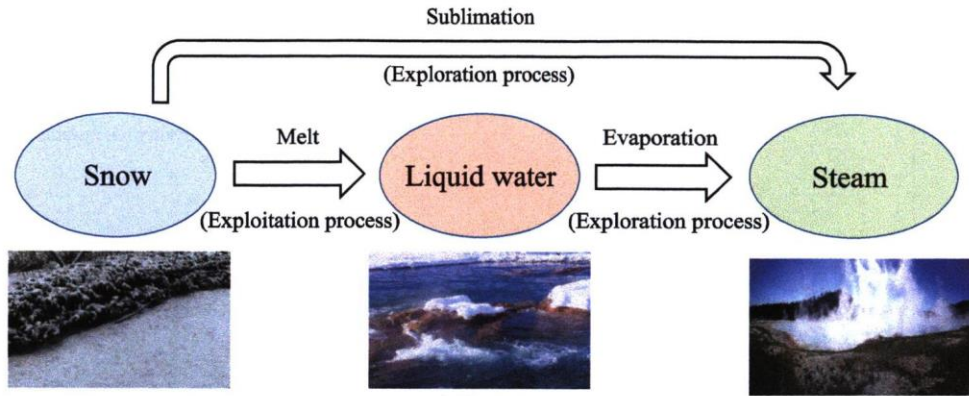 Sublimation
(Exploration process)
Melt
Evaporation
Snow
Liquid water
Steam
(Exploitation process)
(Exploration process)